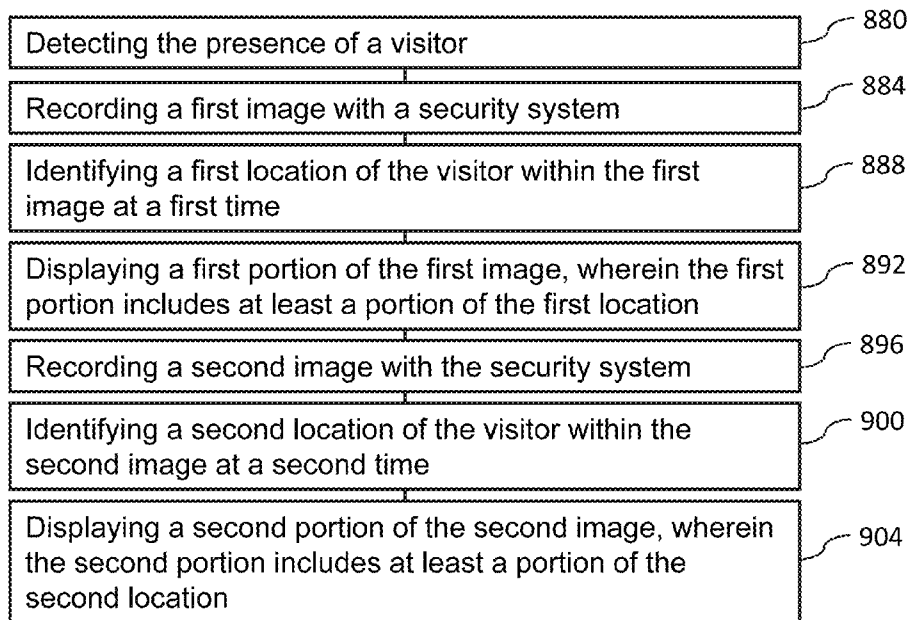 Detecting the presence of a visitor
880
Recording a first image with a security system
884
Identifying a first location of the visitor within the first
image at a first time
888
Displaying a first portion of the first image, wherein the first
portion includes at least a portion of the first location
892
Recording a second image with the security system
896
Identifying a second location of the visitor within the
second image at a second time
900
Displaying a second portion of the second image, wherein
the second portion includes at least a portion of the
second location
904